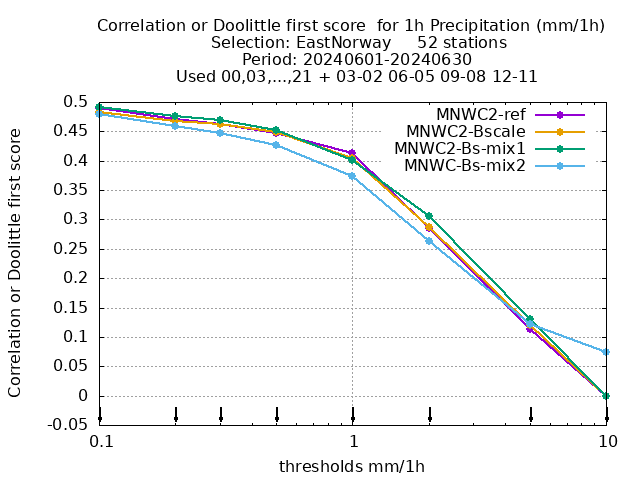 Correlation or Doolittle first score  for 1h Precipitation (mm/1h)
Selection: EastNorway     52 stations
Period: 20240601-20240630
Used 00,03,...,21 + 03-02 06-05 09-08 12-11
MNWC2-ref
MNWC2-Bscale
MNWC2-Bs-mix1
MNWC-Bs-mix2
Correlation or Doolittle first score
0.5
0.45
0.4
0.35
0.3
0.25
0.2
0.15
0.1
0.05
0
-0.05
0.1 1 10
thresholds mm/1h